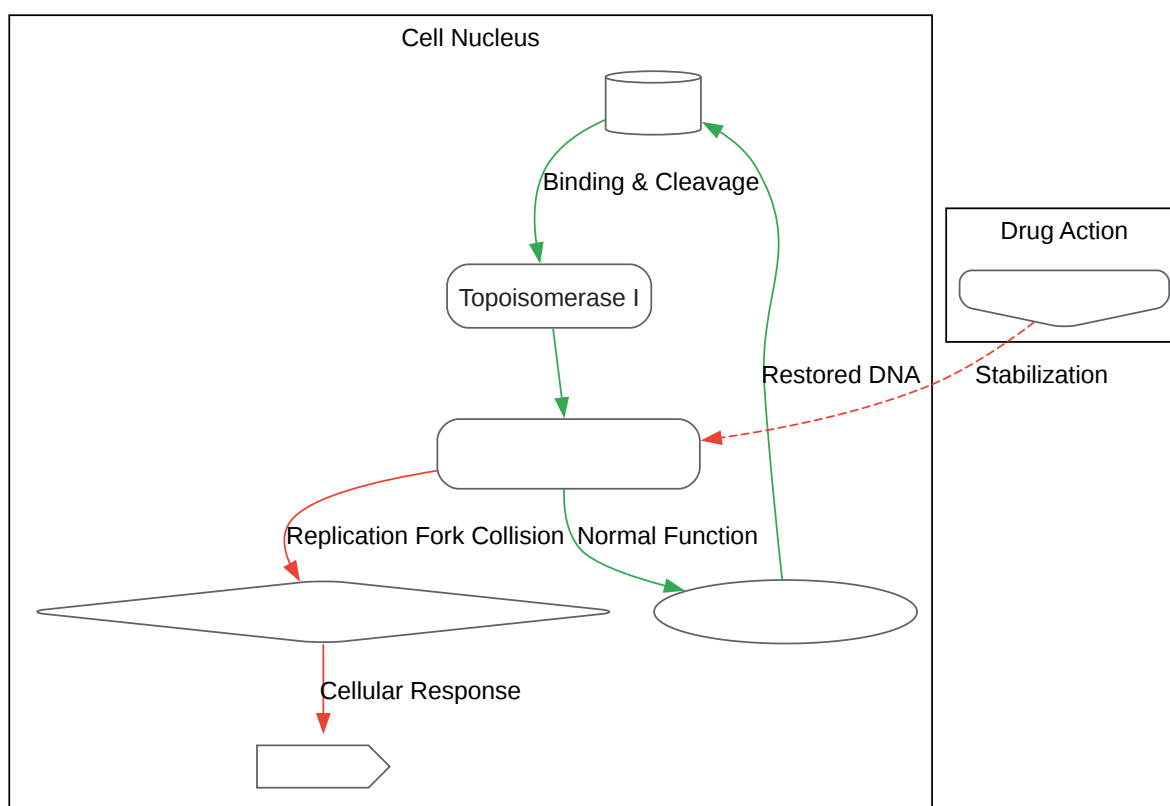 Cell Nucleus
Binding & Cleavage
Drug Action
Topoisomerase I
Restored DNA
Stabilization
Replication Fork Collision
Normal Function
Cellular Response